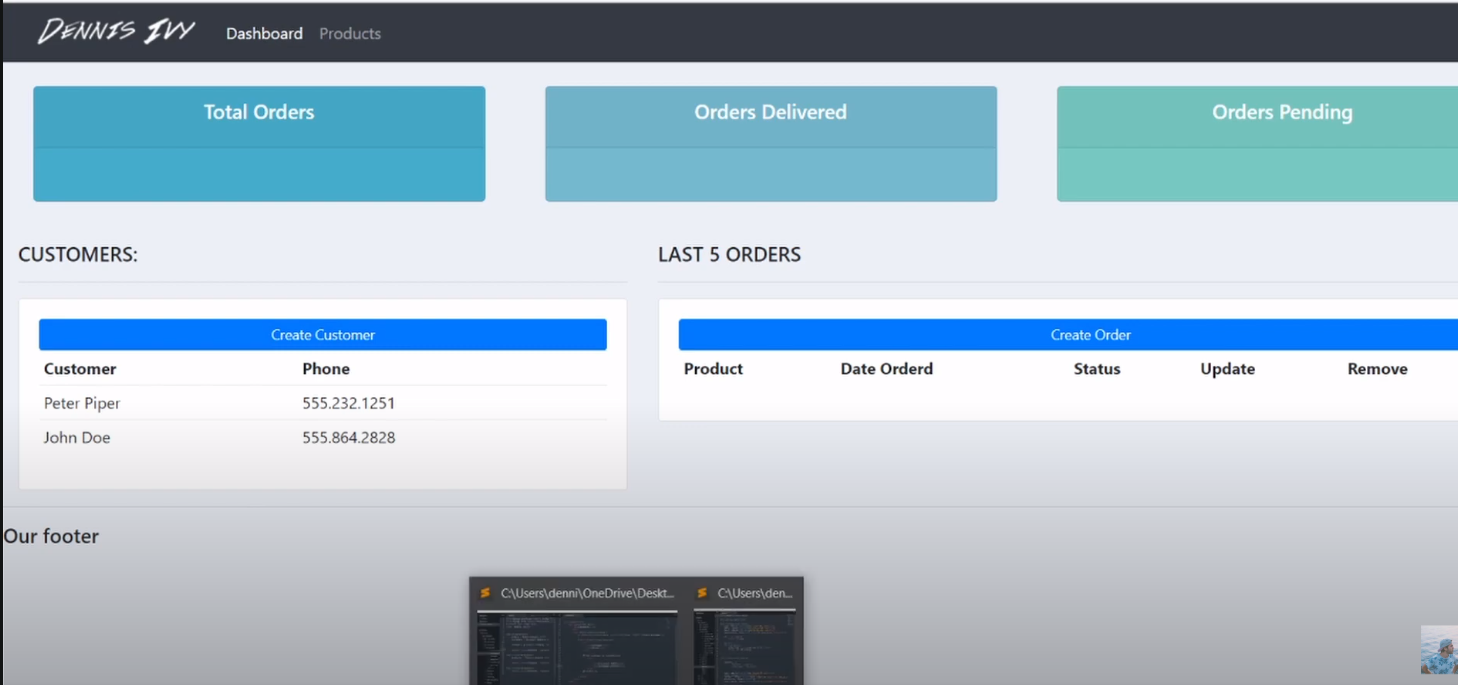 DENNIS IVY Dashboard Products
Total Orders
Orders Delivered
Orders Pending
CUSTOMERS:
Create Customer
Customer Phone
Peter Piper 555.232.1251
John Doe 555.864.2828
LAST 5 ORDERS
Create Order
Product Date Orderd Status Update Remove
Our footer
C:\Users\denni\OneDrive\Deskt...
C:\Users\den...